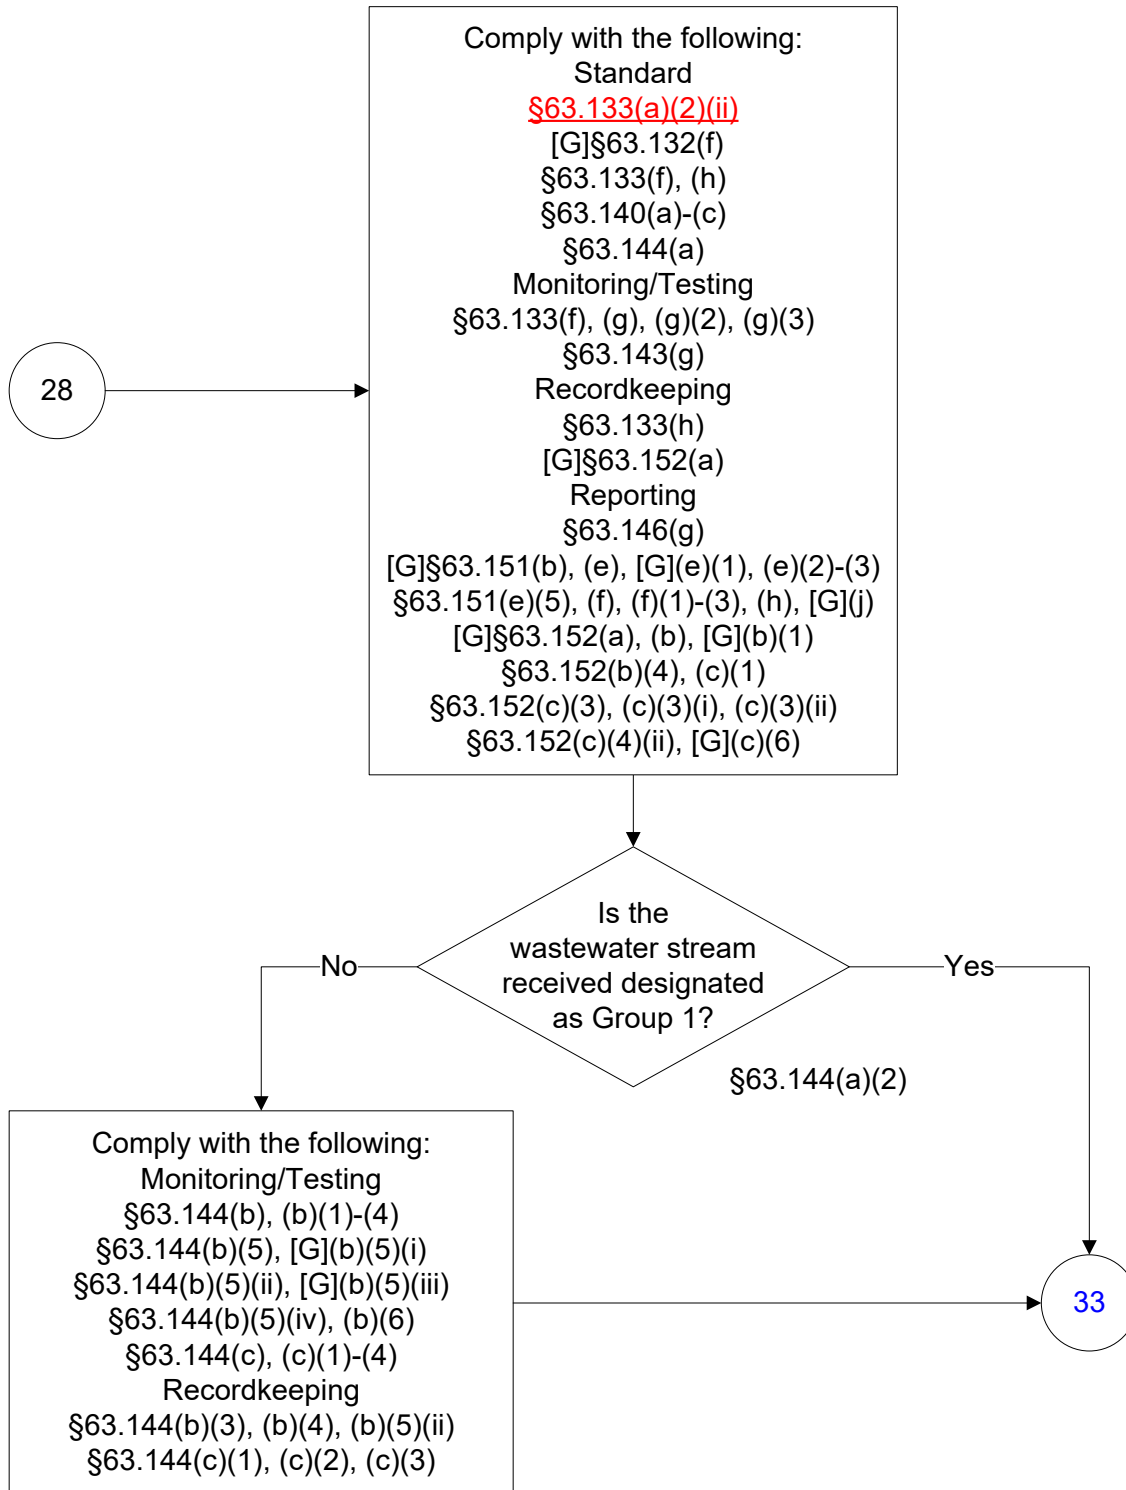 Comply with the following:
Standard
§63.133(a)(2)(ii)
[G]§63.132(f)
§63.133(f), (h)
§63.140(a)-(c)
§63.144(a)
Monitoring/Testing
§63.133(f), (g), (g)(2), (g)(3)
§63.143(g)
Recordkeeping
§63.133(h)
[G]§63.152(a)
Reporting
§63.146(g)
[G]§63.151(b), (e), [G](e)(1), (e)(2)-(3)
§63.151(e)(5), (f), (f)(1)-(3), (h), [G](j)
[G]§63.152(a), (b), [G](b)(1)
§63.152(b)(4), (c)(1)
§63.152(c)(3), (c)(3)(i), (c)(3)(ii)
§63.152(c)(4)(ii), [G](c)(6)
28
Is the
wastewater stream
received designated
as Group 1?
No
Yes
§63.144(a)(2)
Comply with the following:
Monitoring/Testing
§63.144(b), (b)(1)-(4)
§63.144(b)(5), [G](b)(5)(i)
§63.144(b)(5)(ii), [G](b)(5)(iii)
§63.144(b)(5)(iv), (b)(6)
§63.144(c), (c)(1)-(4)
Recordkeeping
§63.144(b)(3), (b)(4), (b)(5)(ii)
§63.144(c)(1), (c)(2), (c)(3)
33